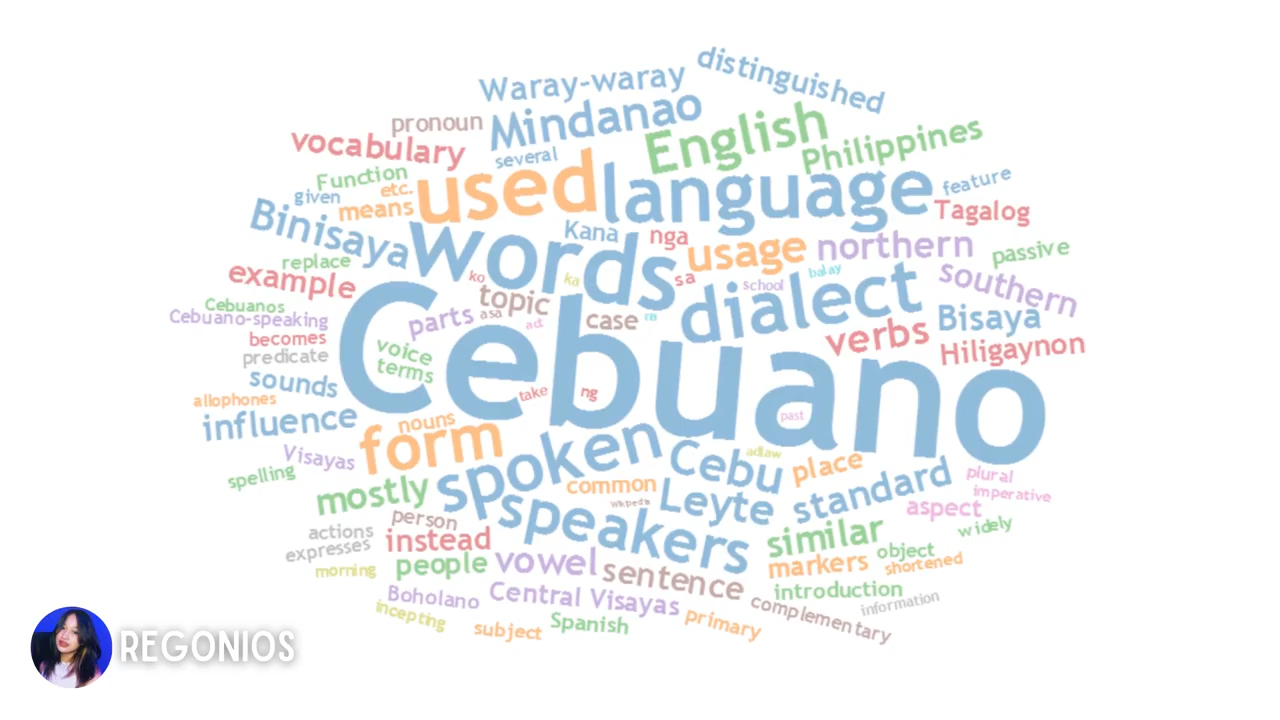 distinguished
Waray-waray
Mindanao
pronoun
English
Philippines
vocabulary
several
Function
etc.
given
means
used
language
feature
Tagalog
Binisaya
words
Kana
nga
usage
northern
passive
replace
example
ko
ka
sa
school
balay
southern
topic
dialect
Cebuanos
Cebuano-speaking
parts
asa
case
verbs
Bisaya
becomes
predicate
Hiligaynon
voice
terms
Cebuano
sounds
allophones
take
ng
past
influence
nouns
form
spoken
Visayas
Cebu
adlaw
place
spelling
mostly
common
Leyte
standard
plural
imperative
Wikipedia
aspect
person
speakers
actions
instead
similar
widely
expresses
people
vowel
sentence
markers
object
shortened
morning
introduction
Boholano
Central Visayas
complementary
information
incepting
subject
Spanish
primary
REGONIOS